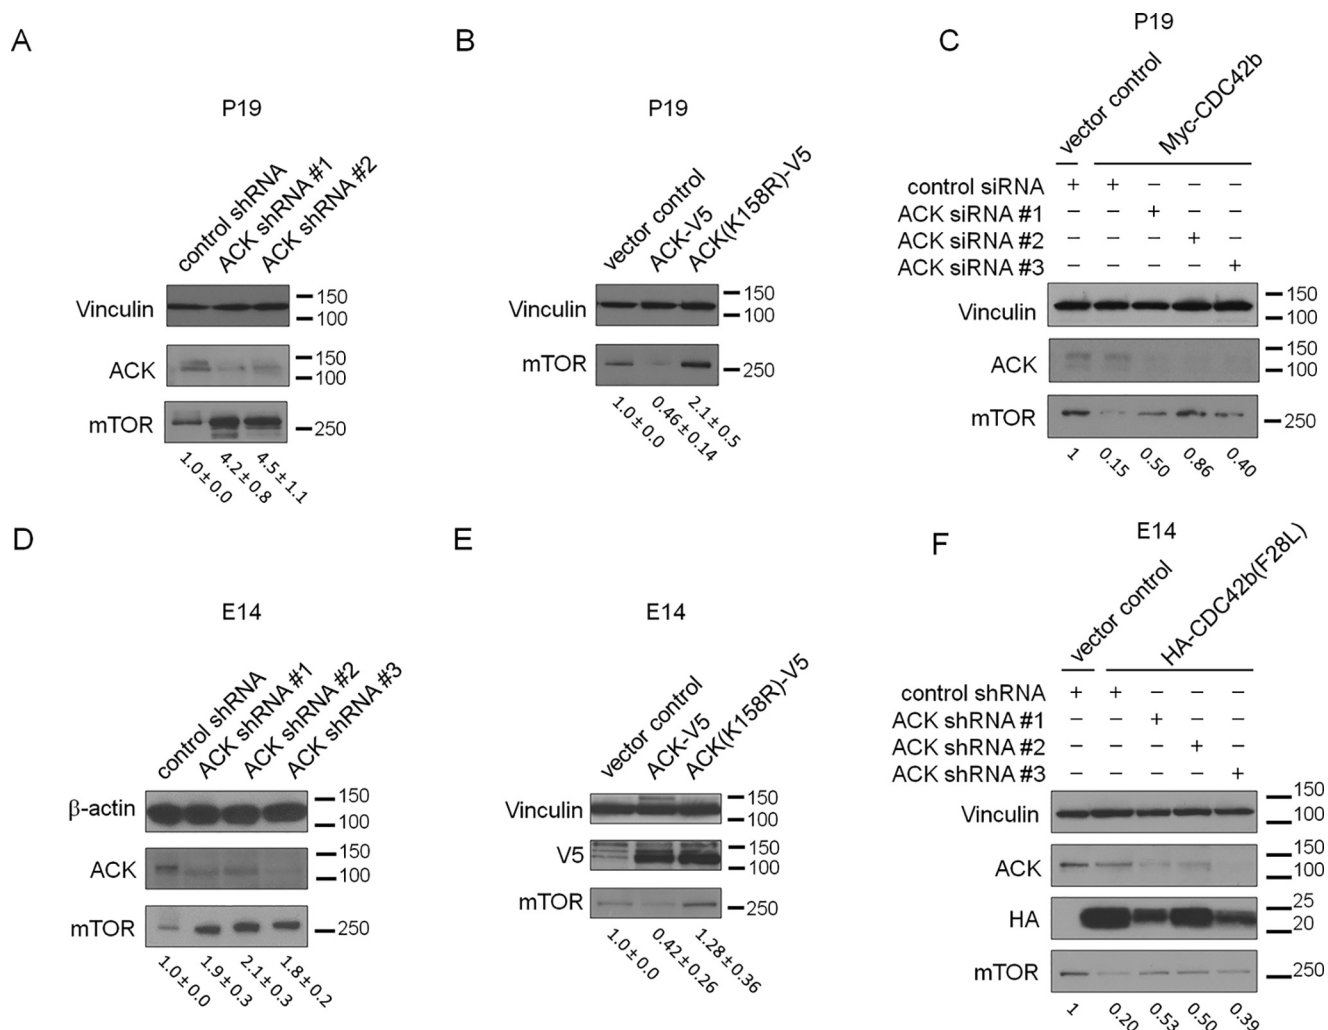 A
P19
control shRNA
ACK shRNA #1
ACK shRNA #2
Vinculin
150
100
ACK
150
100
mTOR
250
1.0±0.0
4.2±0.8
4.5±1.1
B
P19
vector control
ACK-V5
ACK(K158R)-V5
150
100
mTOR
250
1.0±0.0
0.46±0.14
2.1±0.5
C
P19
vector control
Myc-CDC42b
control siRNA + + – – –
ACK siRNA #1 – – + – –
ACK siRNA #2 – – – + –
ACK siRNA #3 – – – – +
Vinculin
150
100
ACK
150
100
mTOR
250
1 0.15 0.50 0.86 0.40
D
E14
control shRNA
ACK shRNA #1
ACK shRNA #2
ACK shRNA #3
β-actin
150
100
ACK
150
100
mTOR
250
1.0±0.0
1.9±0.3
2.1±0.3
1.8±0.2
E
E14
vector control
ACK-V5
ACK(K158R)-V5
Vinculin
150
100
V5
150
100
mTOR
250
1.0±0.0
0.42±0.26
1.28±0.36
F
E14
vector control
HA-CDC42b(F28L)
control shRNA + + – – –
ACK shRNA #1 – – + – –
ACK shRNA #2 – – – + –
ACK shRNA #3 – – – – +
Vinculin
150
100
ACK
150
100
HA
25
20
mTOR
250
1 0.20 0.53 0.50 0.39